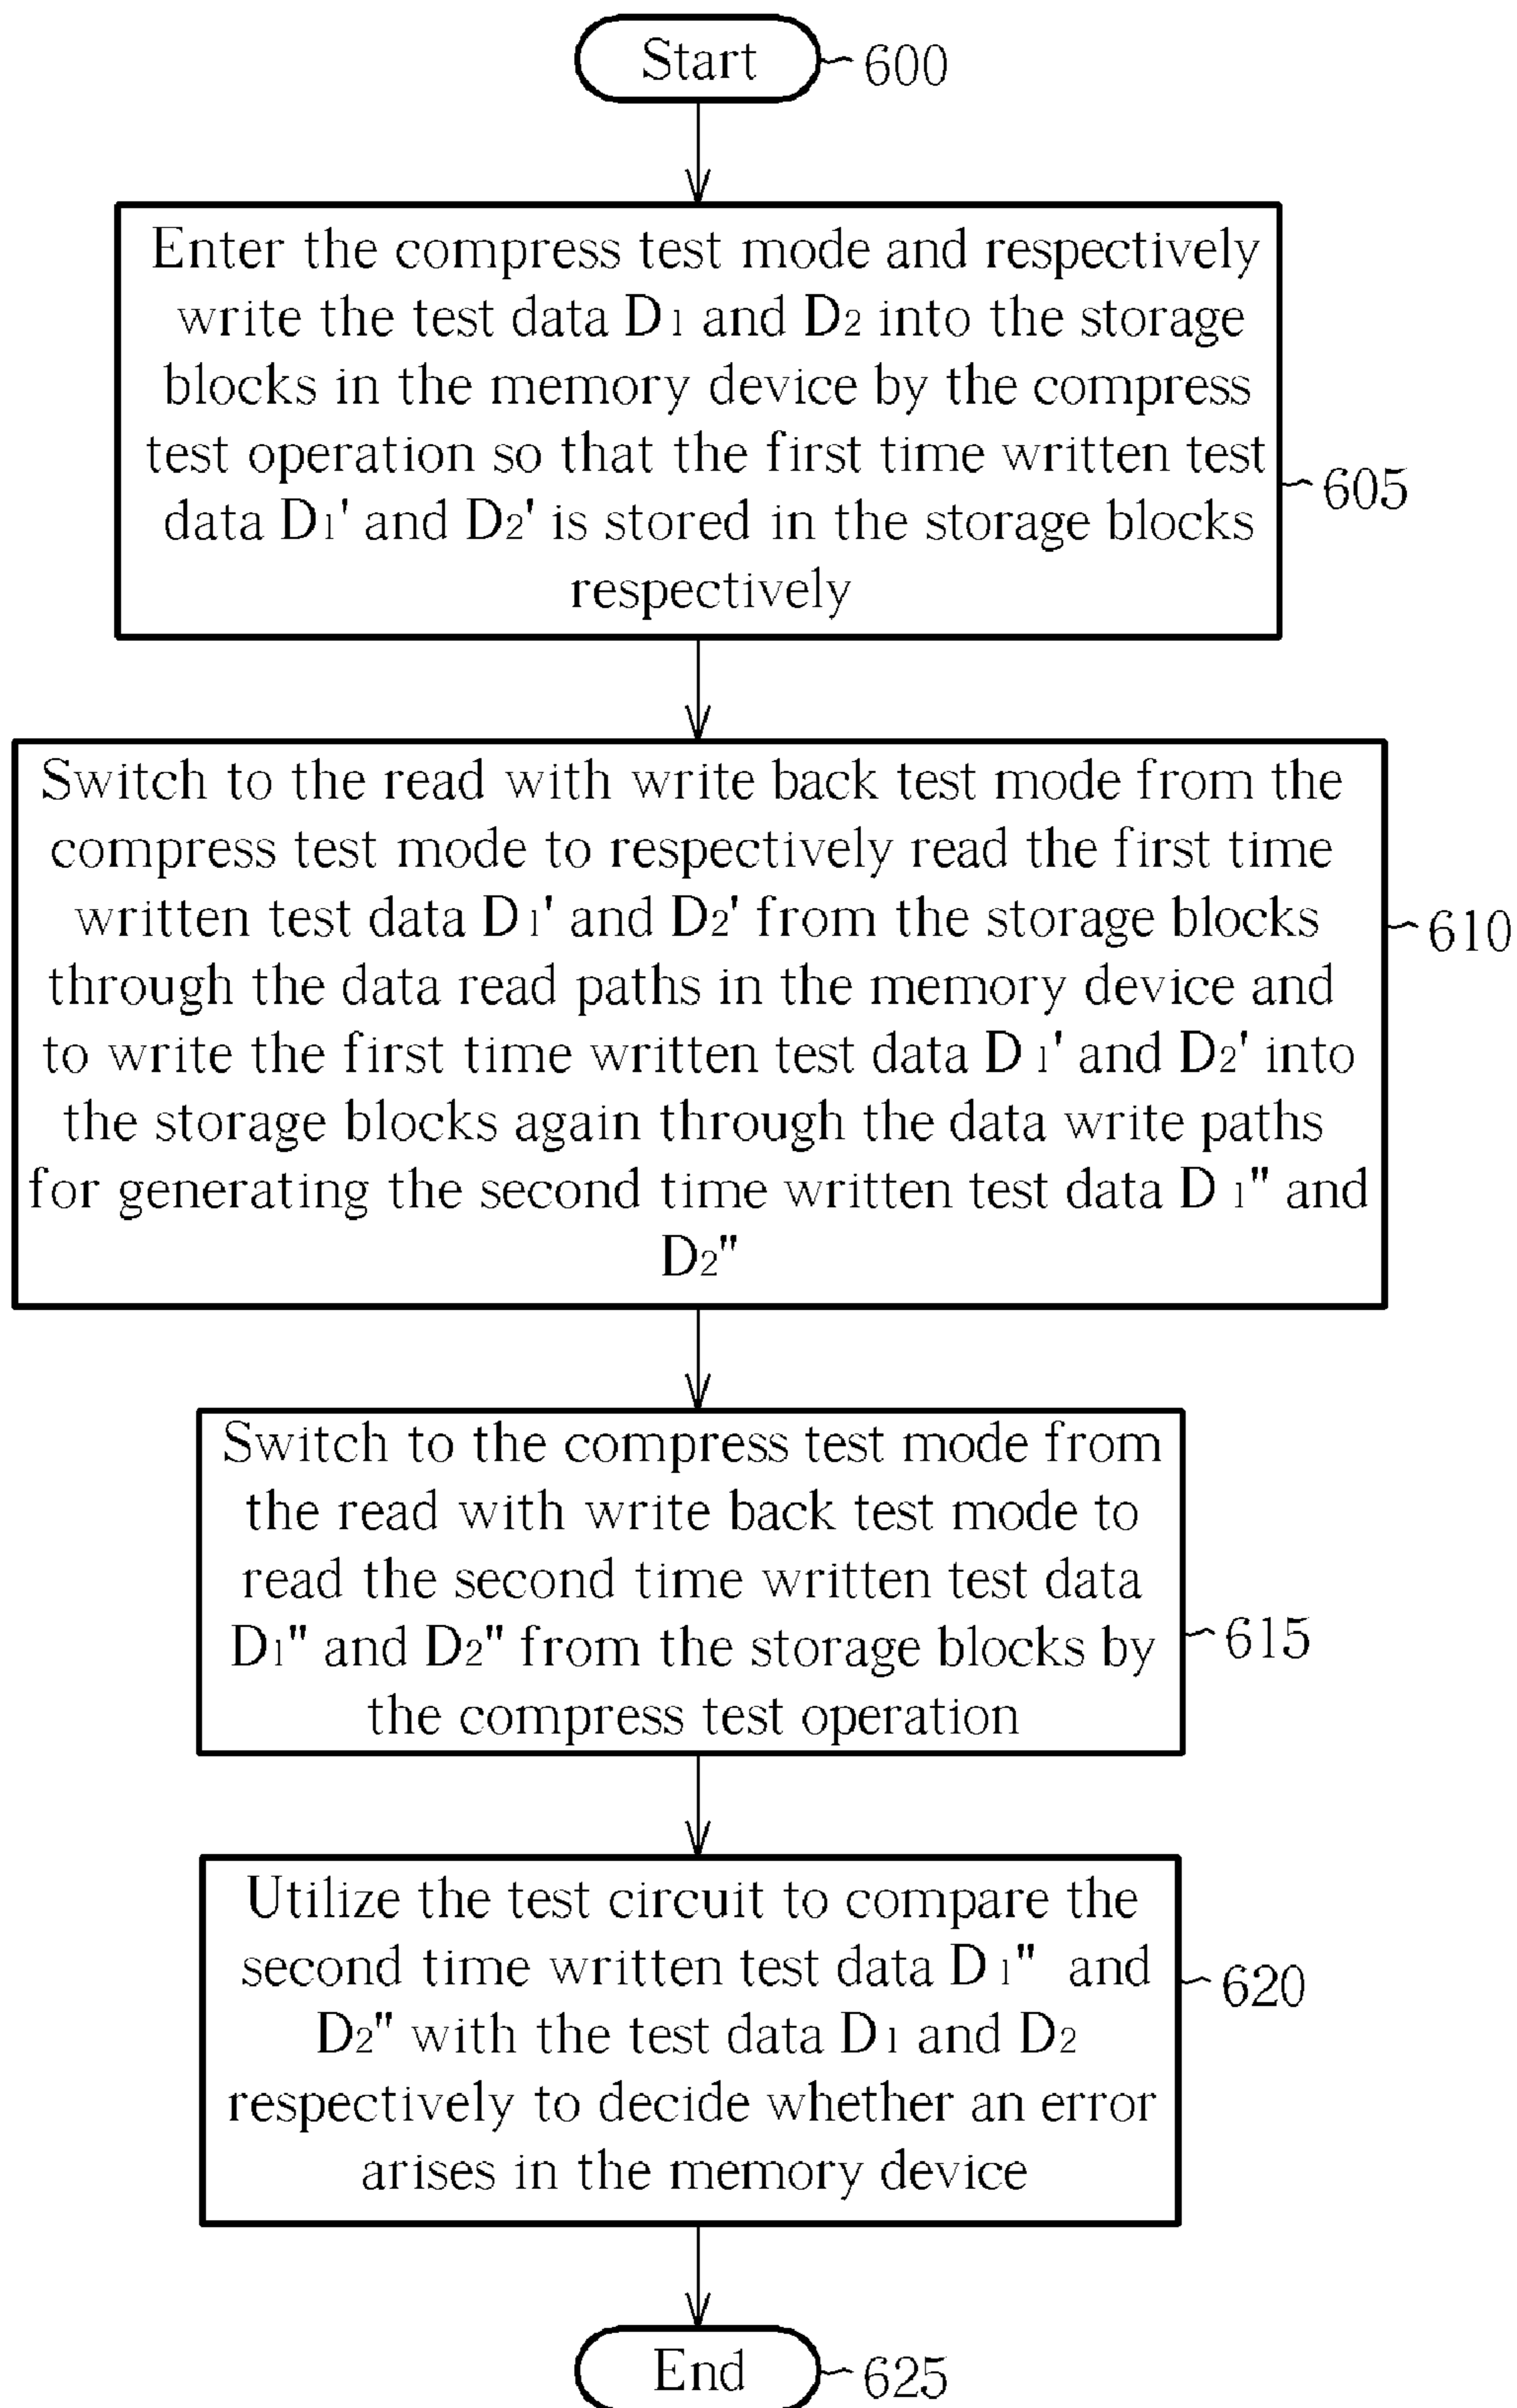 Start
600
Enter the compress test mode and respectively
write the test data D1 and D2 into the storage
blocks in the memory device by the compress
test operation so that the first time written test
data D1' and D2' is stored in the storage blocks
respectively
605
Switch to the read with write back test mode from the
compress test mode to respectively read the first time
written test data D1' and D2' from the storage blocks
through the data read paths in the memory device and
to write the first time written test data D1' and D2' into
the storage blocks again through the data write paths
for generating the second time written test data D1" and
D2"
610
Switch to the compress test mode from
the read with write back test mode to
read the second time written test data
D1" and D2" from the storage blocks by
the compress test operation
615
Utilize the test circuit to compare the
second time written test data D1" and
D2" with the test data D1 and D2
respectively to decide whether an error
arises in the memory device
620
End
625